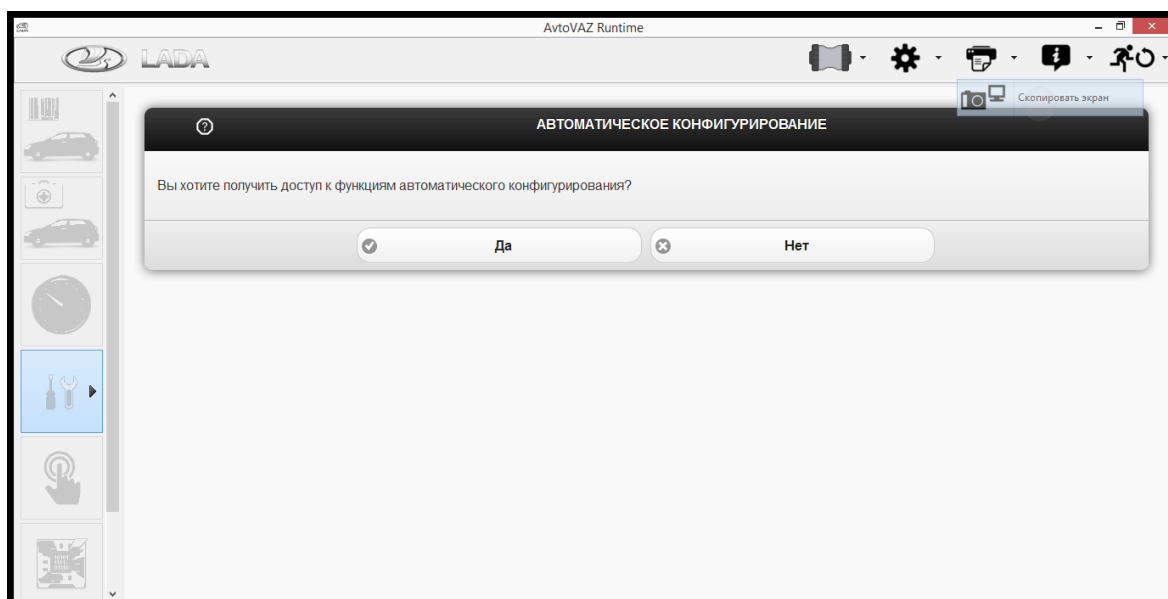 AvtoVAZ Runtime
LADA
Скопировать экран
АВТОМАТИЧЕСКОЕ КОНФИГУРИРОВАНИЕ
Вы хотите получить доступ к функциям автоматического конфигурирования?
Да
Нет